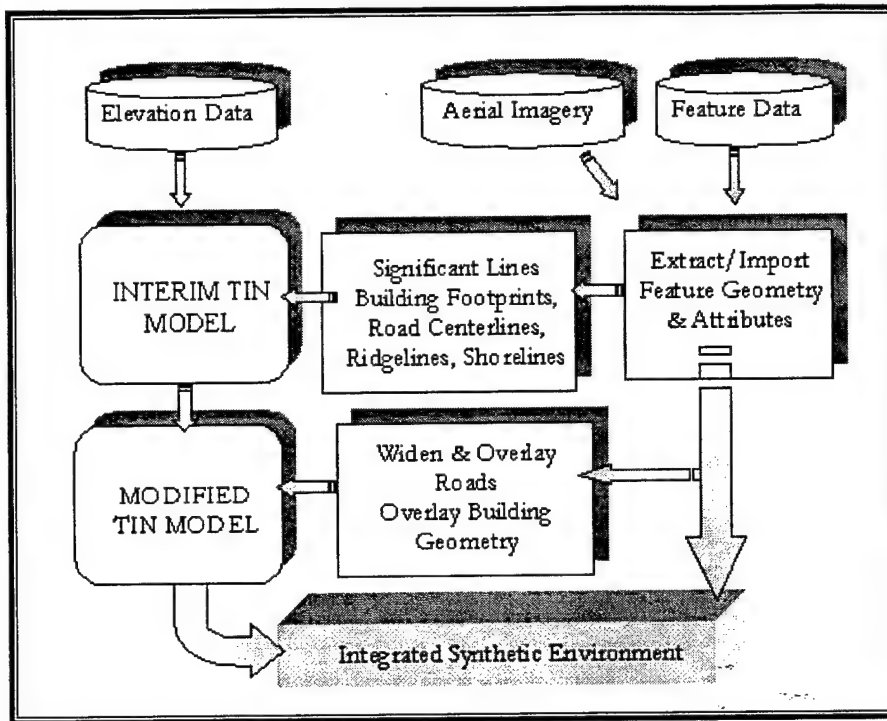 Elevation Data
Aerial Imagery
Feature Data
INTERIM TIN
MODEL
Significant Lines
Building Footprints,
Road Centerlines,
Ridgelines, Shorelines
Extract/Import
Feature Geometry
& Attributes
MODIFIED
TIN MODEL
Widen & Overlay
Roads
Overlay Building
Geometry
Integrated Synthetic Environment